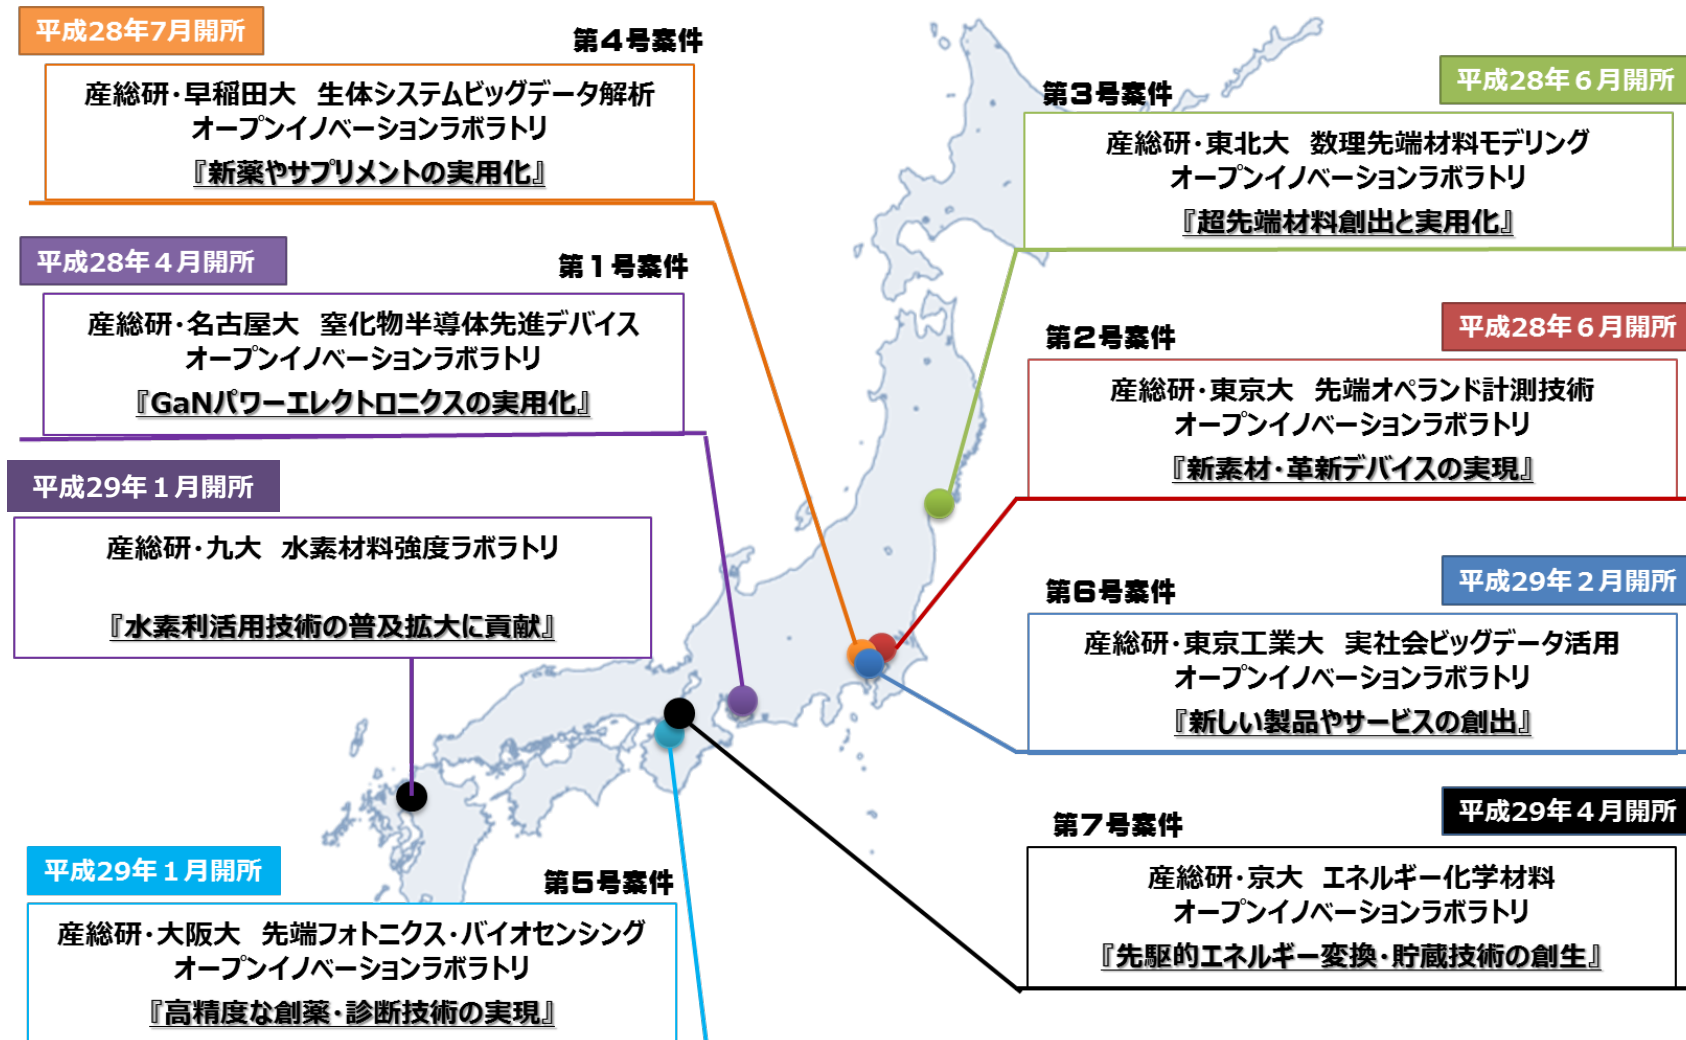 平成28年7月開所
第4号案件
産総研・早稲田大　生体システムビッグデータ解析
オープンイノベーションラボラトリ
『新薬やサプリメントの実用化』
平成28年４月開所
第１号案件
産総研・名古屋大　窒化物半導体先進デバイス
オープンイノベーションラボラトリ
『GaNパワーエレクトロニクスの実用化』
平成29年１月開所
産総研・九大　水素材料強度ラボラトリ
『水素利活用技術の普及拡大に貢献』
平成29年１月開所
第5号案件
産総研・大阪大　先端フォトニクス・バイオセンシング
オープンイノベーションラボラトリ
『高精度な創薬・診断技術の実現』
平成28年６月開所
第3号案件
産総研・東北大　数理先端材料モデリング
オープンイノベーションラボラトリ
『超先端材料創出と実用化』
平成28年６月開所
第2号案件
産総研・東京大　先端オペランド計測技術
オープンイノベーションラボラトリ
『新素材・革新デバイスの実現』
平成29年２月開所
第6号案件
産総研・東京工業大　実社会ビッグデータ活用
オープンイノベーションラボラトリ
『新しい製品やサービスの創出』
平成29年４月開所
第7号案件
産総研・京大　エネルギー化学材料
オープンイノベーションラボラトリ
『先駆的エネルギー変換・貯蔵技術の創生』